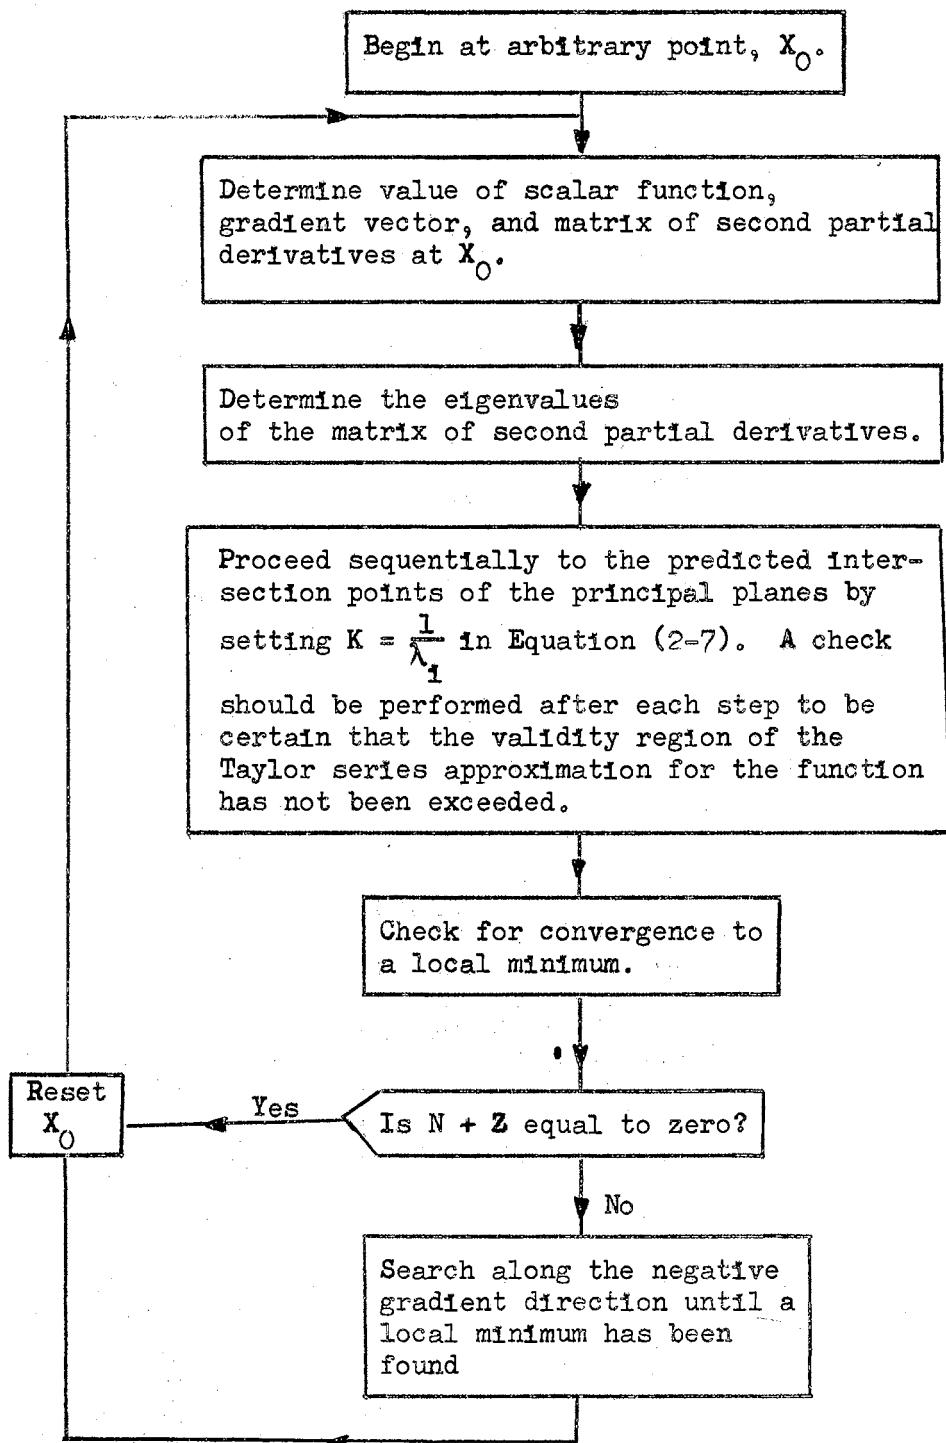 Begin at arbitrary point, X₀.
Determine value of scalar function,
gradient vector, and matrix of second partial
derivatives at X₀.
Determine the eigenvalues
of the matrix of second partial derivatives.
Proceed sequentially to the predicted inter-
section points of the principal planes by
setting K = 1/λᵢ in Equation (2-7). A check
should be performed after each step to be
certain that the validity region of the
Taylor series approximation for the function
has not been exceeded.
Check for convergence to
a local minimum.
Reset
X₀
Yes
Is N + Z equal to zero?
No
Search along the negative
gradient direction until a
local minimum has been
found